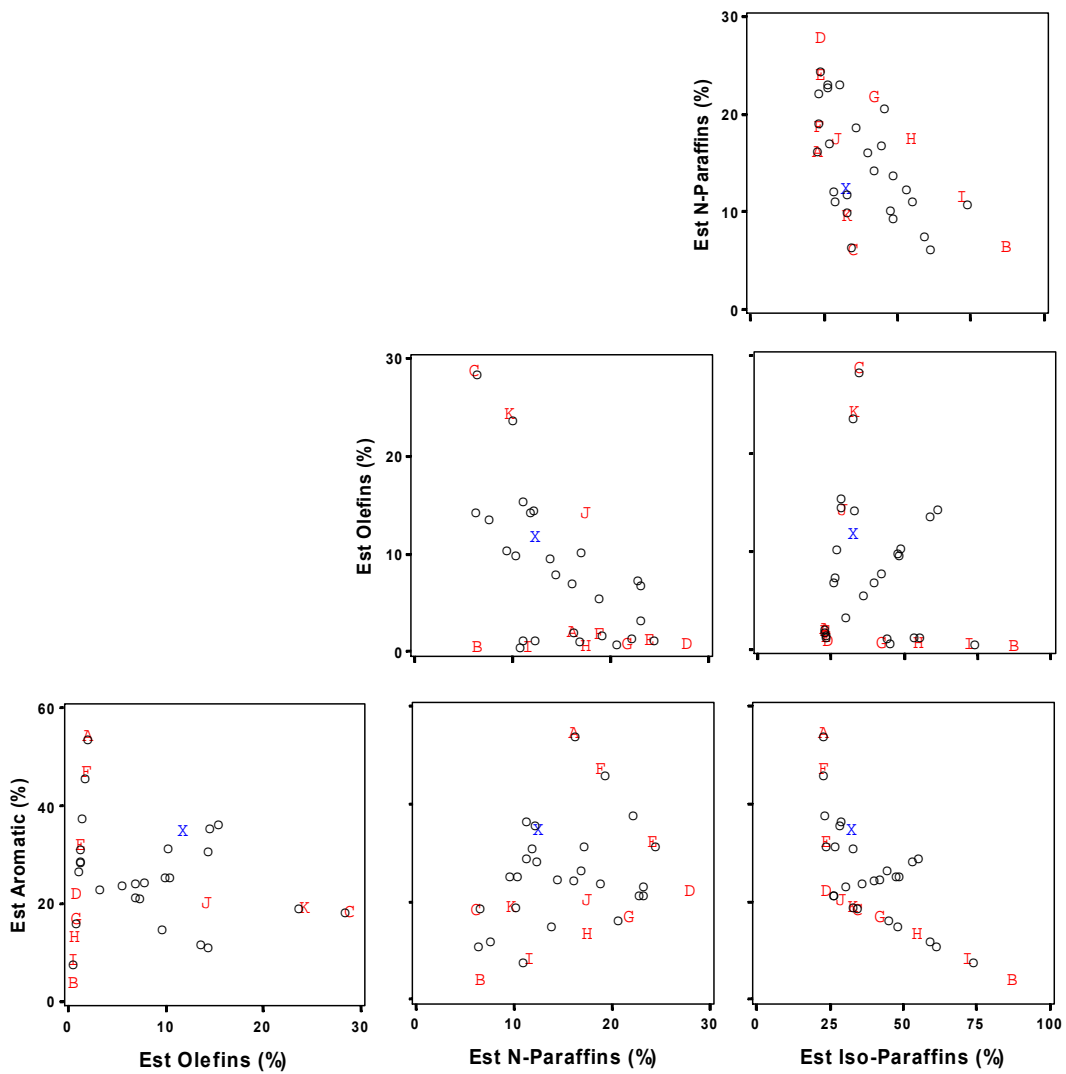 30
20
10
0
Est N-Paraffins (%)
D
E
G
F
J
H
A
X
K
I
C
B
30
20
10
0
Est Olefins (%)
C
K
J
X
A
F
B
I
H
G
E
D
C
K
J
X
D
G
H
I
B
60
40
20
0
Est Aromatic (%)
A
F
X
E
D
J
K
C
G
H
I
B
A
F
X
E
D
J
C
K
G
H
I
B
A
F
X
E
D
J
K
C
G
H
I
B
0 10 20 30
0 10 20 30
0 25 50 75 100
Est Olefins (%)
Est N-Paraffins (%)
Est Iso-Paraffins (%)